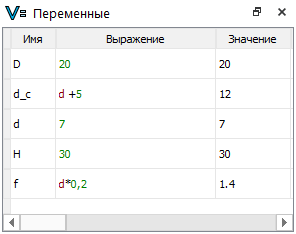 Переменные
Имя Выражение Значение
D 20 20
d_c d +5 12
d 7 7
H 30 30
f d*0,2 1.4